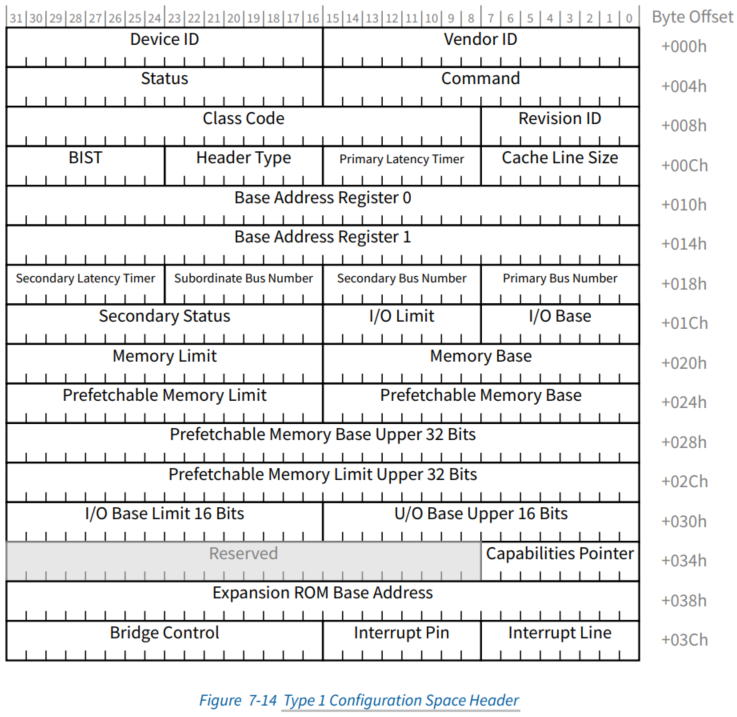 31 30 29 28 27 26 25 24 23 22 21 20 19 18 17 16 15 14 13 12 11 10 9 8 7 6 5 4 3 2 1 0 Byte Offset
Device ID Vendor ID +000h
Status Command +004h
Class Code Revision ID +008h
BIST Header Type Primary Latency Timer Cache Line Size +00Ch
Base Address Register 0 +010h
Base Address Register 1 +014h
Secondary Latency Timer Subordinate Bus Number Secondary Bus Number Primary Bus Number +018h
Secondary Status I/O Limit I/O Base +01Ch
Memory Limit Memory Base +020h
Prefetchable Memory Limit Prefetchable Memory Base +024h
Prefetchable Memory Base Upper 32 Bits +028h
Prefetchable Memory Limit Upper 32 Bits +02Ch
I/O Base Limit 16 Bits U/O Base Upper 16 Bits +030h
Reserved Capabilities Pointer +034h
Expansion ROM Base Address +038h
Bridge Control Interrupt Pin Interrupt Line +03Ch
Figure 7-14 Type 1 Configuration Space Header